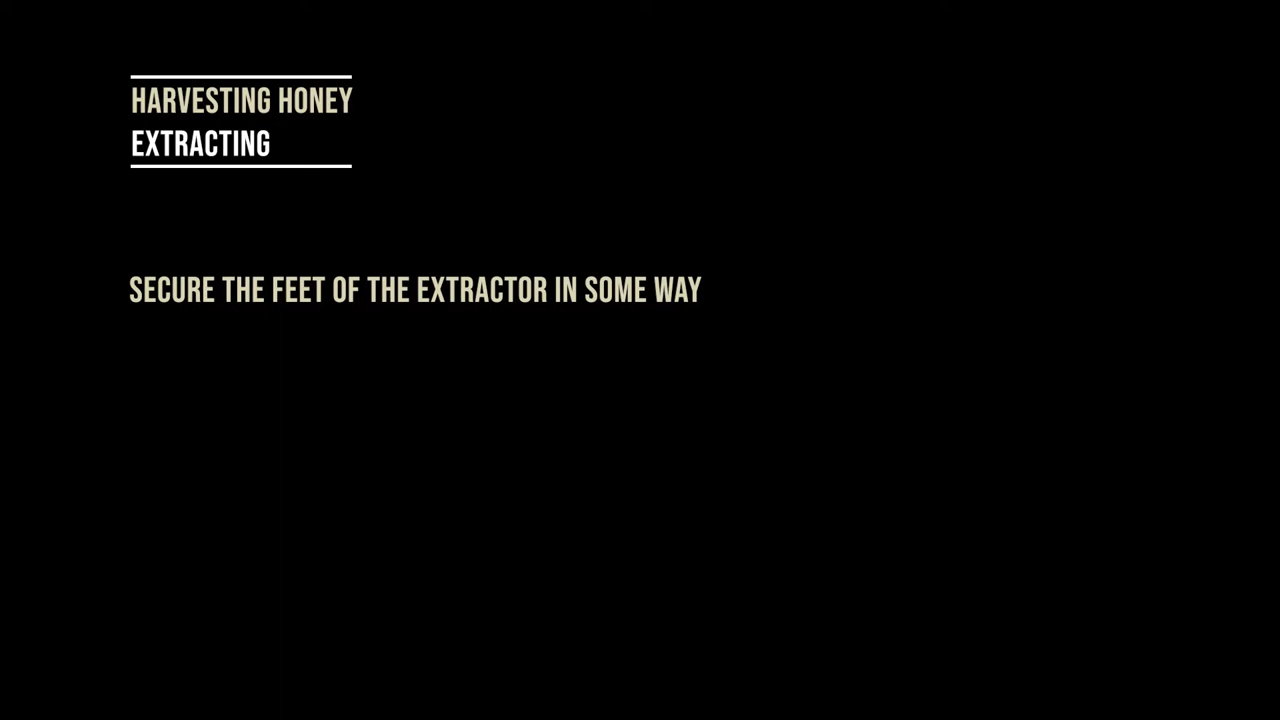 HARVESTING HONEY
EXTRACTING
SECURE THE FEET OF THE EXTRACTOR IN SOME WAY